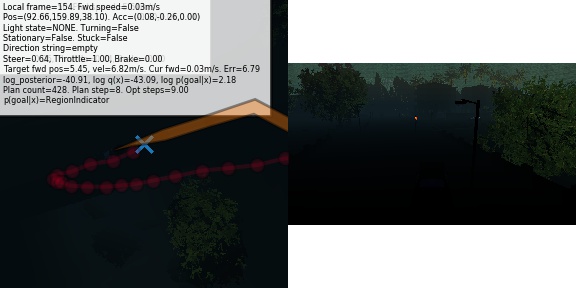 Local frame=154. Fwd speed=0.03m/s
Pos=(92.66,159.89,38.10). Acc=(0.08,-0.26,0.00)
Light state=NONE. Turning=False
Stationary=False. Stuck=False
Direction string=empty
Steer=0.64, Throttle=1.00, Brake=0.00
Target fwd pos=5.45, vel=6.82m/s. Cur fwd=0.03m/s. Err=6.79
log_posterior=-40.91, log q(x)=-43.09, log p(goal|x)=2.18
Plan count=428. Plan step=8. Opt steps=9.00
p(goal|x)=RegionIndicator